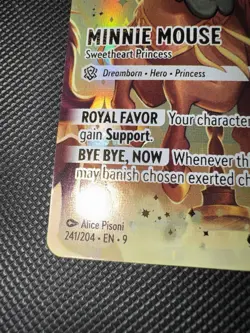 MINNIE MOUSE
Sweetheart Princess
Dreamborn • Hero • Princess
ROYAL FAVOR Your character
gain Support.
BYE BYE, NOW Whenever th
may banish chosen exerted ch
Alice Pisoni
241/204 • EN • 9